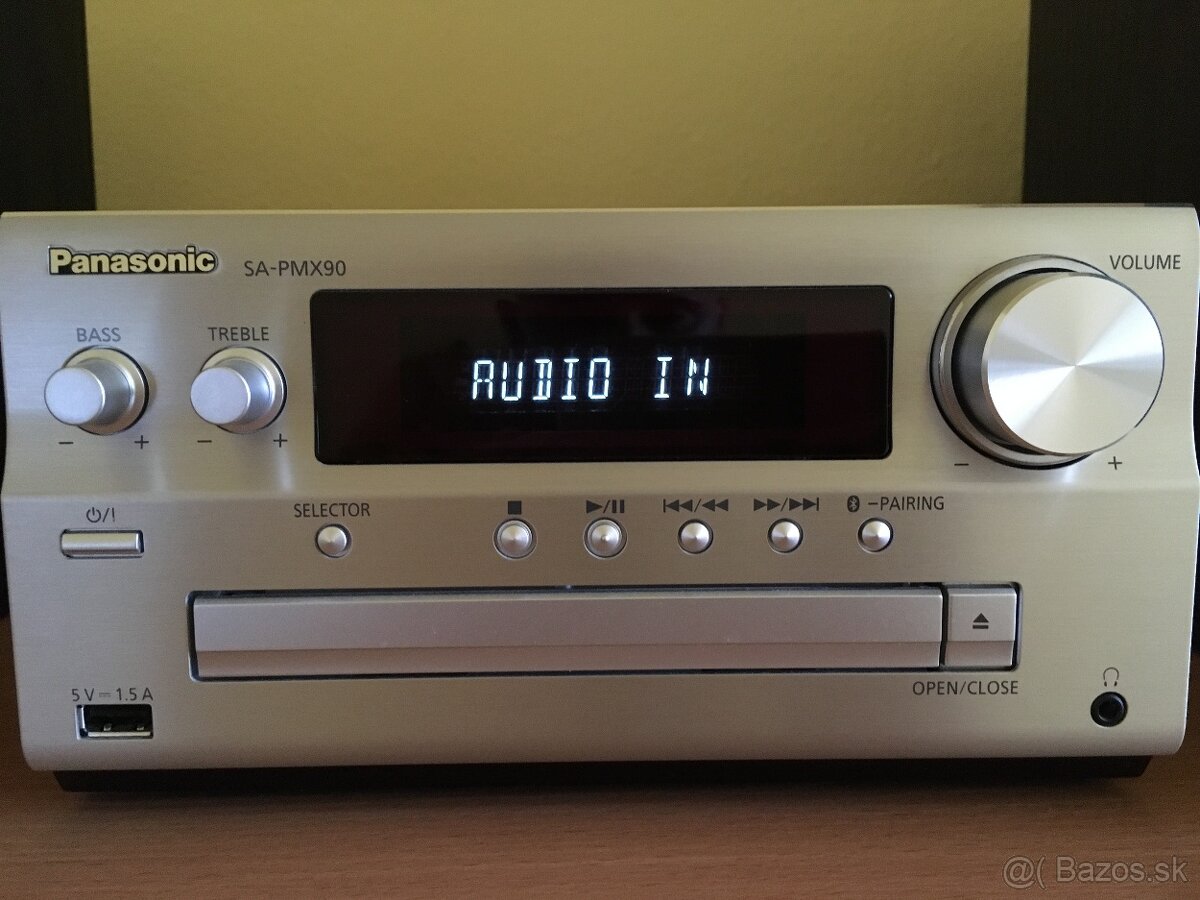 Panasonic SA-PMX90
VOLUME
BASS TREBLE
AUDIO IN
- + - +
- +
⏻/I
SELECTOR
■ ▶/❚❚ |◀◀/◀◀ ▶▶/▶▶| -PAIRING
5 V ⎓ 1.5 A
OPEN/CLOSE
@( Bazos.sk